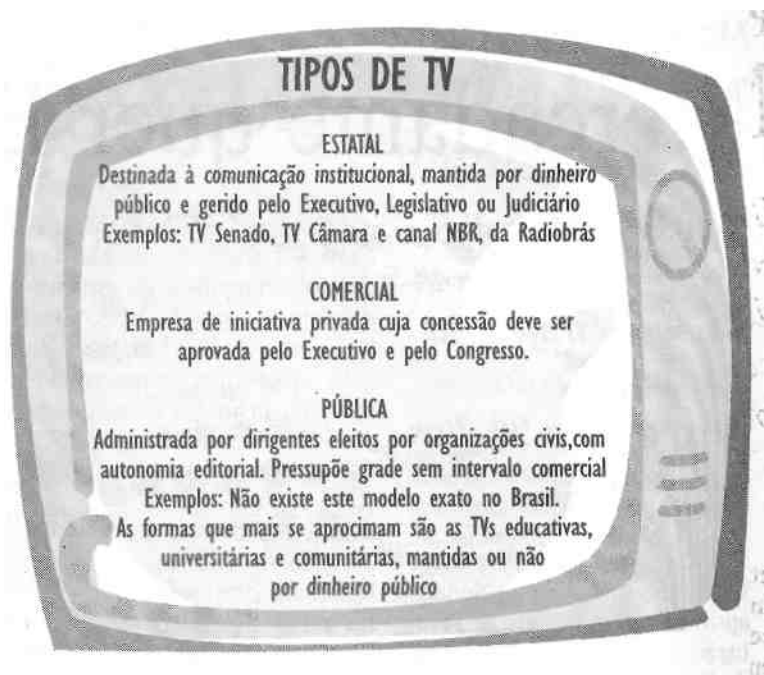 TIPOS DE TV
ESTATAL
Destinada à comunicação institucional, mantida por dinheiro
público e gerido pelo Executivo, Legislativo ou Judiciário
Exemplos: TV Senado, TV Câmara e canal NBR, da Radiobrás
COMERCIAL
Empresa de iniciativa privada cuja concessão deve ser
aprovada pelo Executivo e pelo Congresso.
PÚBLICA
Administrada por dirigentes eleitos por organizações civis,com
autonomia editorial. Pressupõe grade sem intervalo comercial
Exemplos: Não existe este modelo exato no Brasil.
As formas que mais se aprocimam são as TVs educativas,
universitárias e comunitárias, mantidas ou não
por dinheiro público